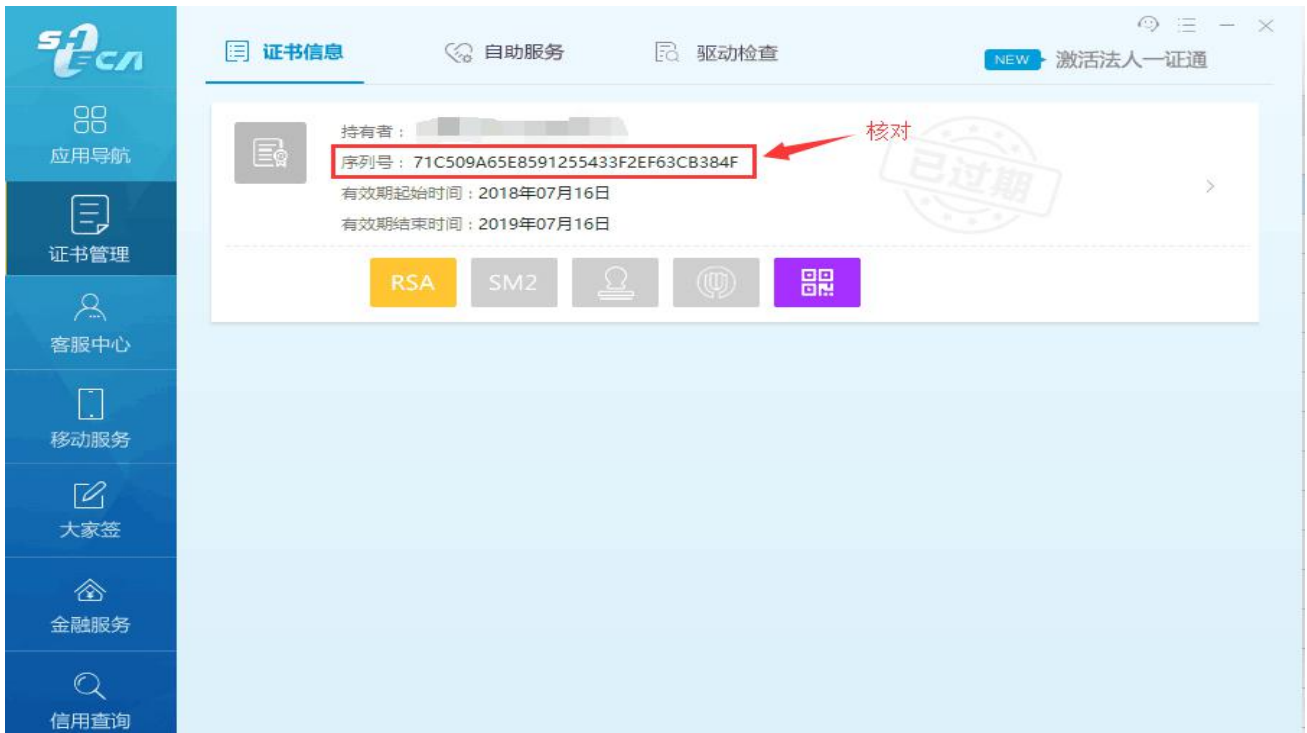 证书信息
自助服务
驱动检查
NEW 激活法人一证通
应用导航
证书管理
客服中心
移动服务
大家签
金融服务
信用查询
持有者：
序列号：71C509A65E8591255433F2EF63CB384F
核对
有效期起始时间：2018年07月16日
有效期结束时间：2019年07月16日
已过期
RSA
SM2